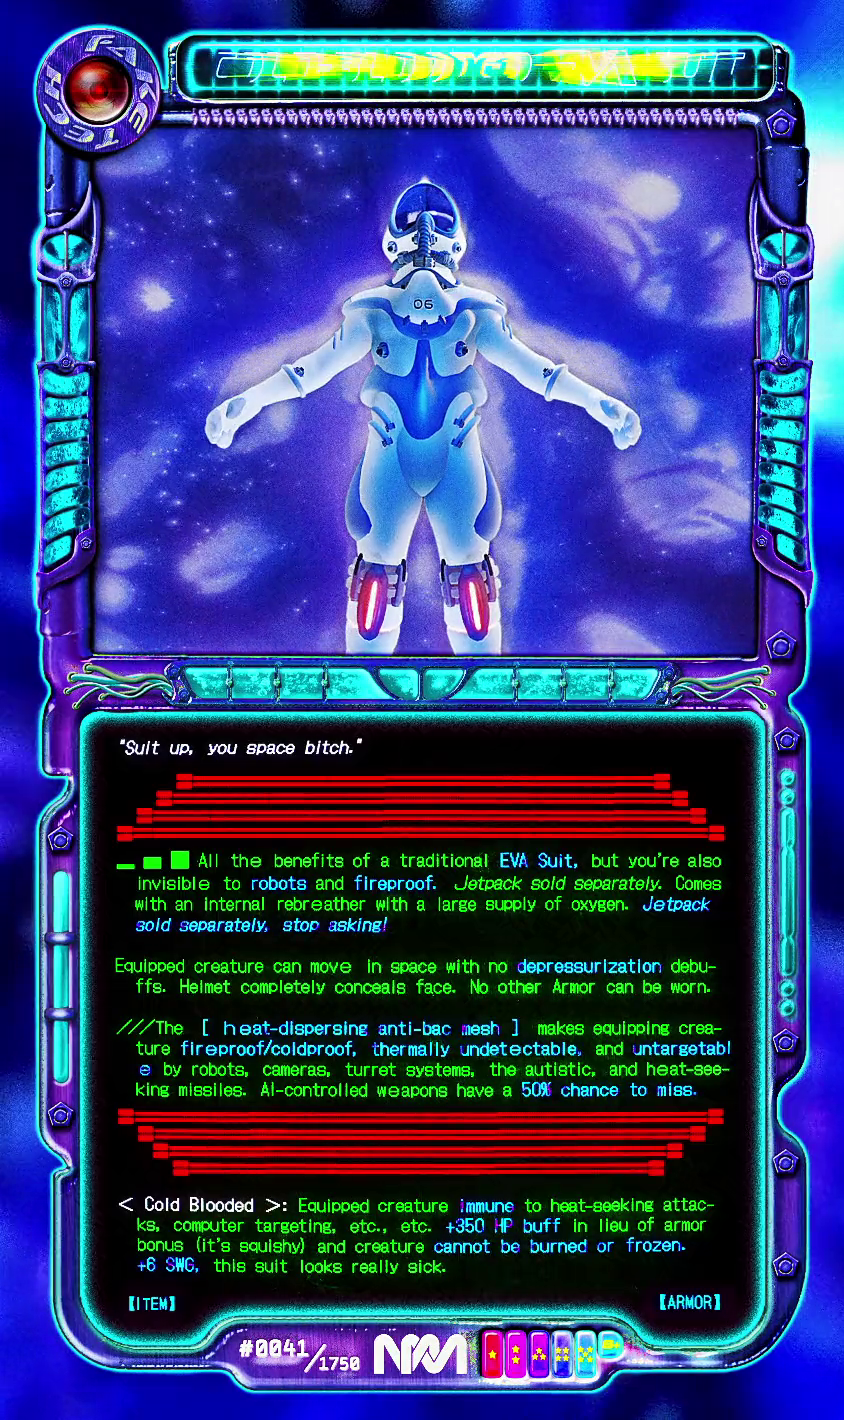 FAKE TECH
COLD-BLOODED EVA SUIT
06
"Suit up, you space bitch."
All the benefits of a traditional EVA Suit, but you're also
invisible to robots and fireproof. Jetpack sold separately. Comes
with an internal rebreather with a large supply of oxygen. Jetpack
sold separately, stop asking!
Equipped creature can move in space with no depressurization debu-
ffs. Helmet completely conceals face. No other Armor can be worn.
////The [ heat-dispersing anti-bac mesh ] makes equipping crea-
ture fireproof/coldproof, thermally undetectable, and untargetabl
e by robots, cameras, turret systems, the autistic, and heat-see-
king missiles. AI-controlled weapons have a 50% chance to miss.
< Cold Blooded >: Equipped creature immune to heat-seeking attac-
ks, computer targeting, etc., etc. +350 HP buff in lieu of armor
bonus (it's squishy) and creature cannot be burned or frozen.
+6 SWG, this suit looks really sick.
【ITEM】 【ARMOR】
#0041/1750 NM